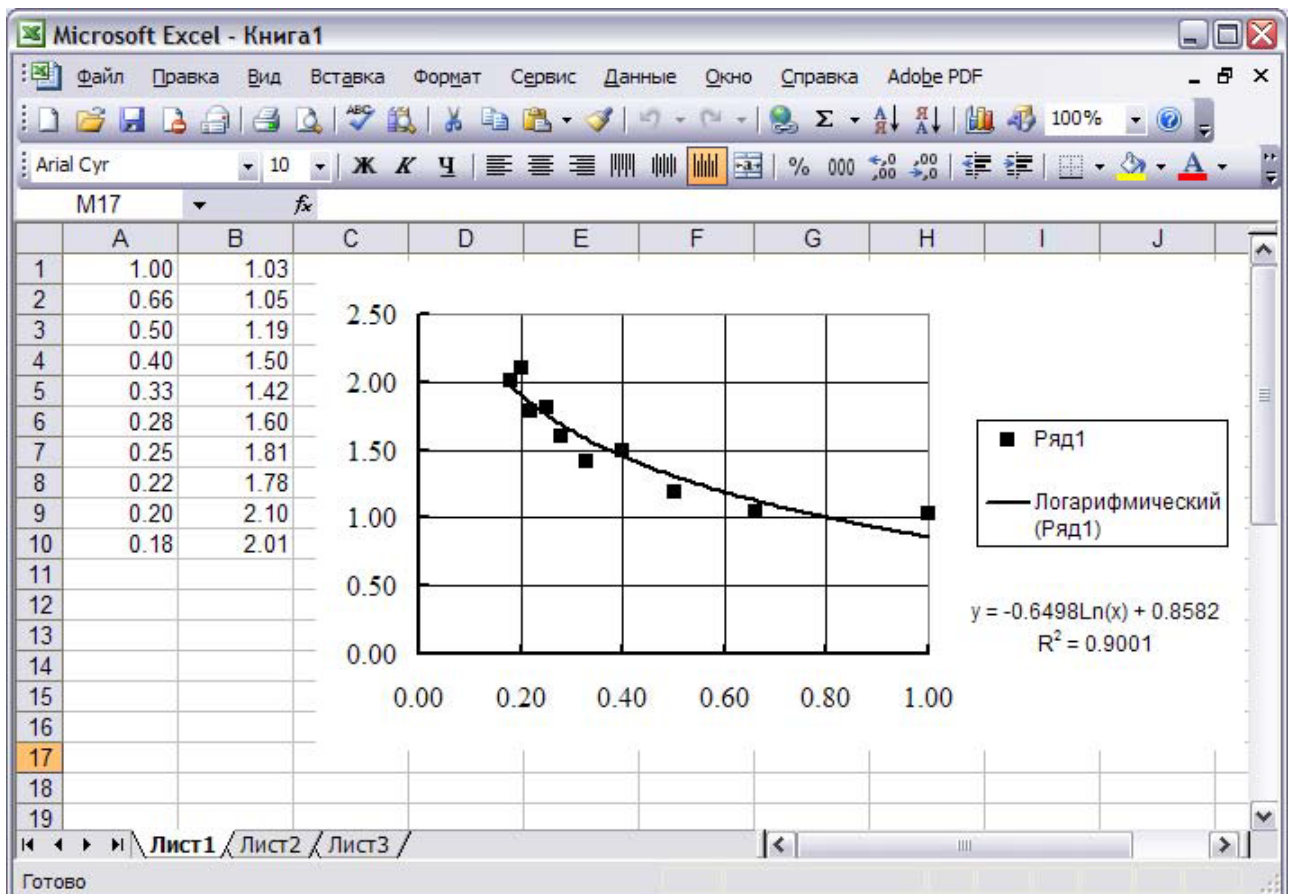 Microsoft Excel - Книга1
Файл Правка Вид Вставка Формат Сервис Данные Окно Справка Adobe PDF
ABC Σ А Я Я А 100%
Arial Cyr 10 Ж К Ч % 000 ,0 ,00 ,00 ,0 A
M17 fx
A B C D E F G H I J
1 1.00 1.03
2 0.66 1.05
3 0.50 1.19
4 0.40 1.50
5 0.33 1.42
6 0.28 1.60
7 0.25 1.81
8 0.22 1.78
9 0.20 2.10
10 0.18 2.01
11
12
13
14
15
16
17
18
19
2.50
2.00
1.50
1.00
0.50
0.00
0.00 0.20 0.40 0.60 0.80 1.00
Ряд1
Логарифмический
(Ряд1)
y = -0.6498Ln(x) + 0.8582
R² = 0.9001
Лист1 Лист2 Лист3
Готово